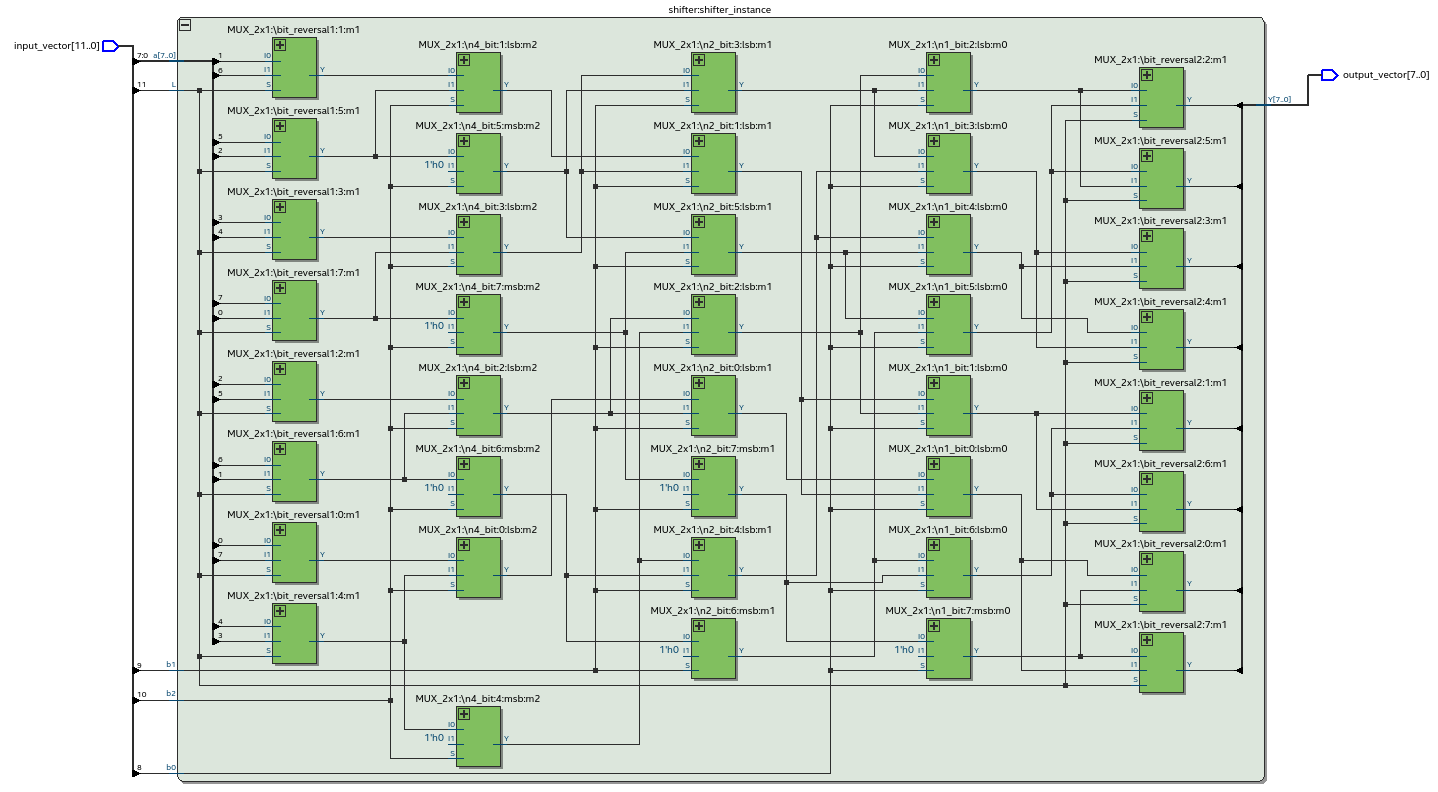 shifter:shifter_instance
input_vector[11..0]
7:0 a[7..0]
11 L
9 b1
10 b2
8 b0
MUX_2x1:\bit_reversal1:1:m1
1 I0
6 I1
S
Y
MUX_2x1:\bit_reversal1:5:m1
5 I0
2 I1
S
Y
MUX_2x1:\bit_reversal1:3:m1
3 I0
4 I1
S
Y
MUX_2x1:\bit_reversal1:7:m1
7 I0
0 I1
S
Y
MUX_2x1:\bit_reversal1:2:m1
2 I0
5 I1
S
Y
MUX_2x1:\bit_reversal1:6:m1
6 I0
1 I1
S
Y
MUX_2x1:\bit_reversal1:0:m1
0 I0
7 I1
S
Y
MUX_2x1:\bit_reversal1:4:m1
4 I0
3 I1
S
Y
MUX_2x1:\n4_bit:1:lsb:m2
I0
I1
S
Y
MUX_2x1:\n4_bit:5:msb:m2
I0
1'h0 I1
S
Y
MUX_2x1:\n4_bit:3:lsb:m2
I0
I1
S
Y
MUX_2x1:\n4_bit:7:msb:m2
I0
1'h0 I1
S
Y
MUX_2x1:\n4_bit:2:lsb:m2
I0
I1
S
Y
MUX_2x1:\n4_bit:6:msb:m2
I0
1'h0 I1
S
Y
MUX_2x1:\n4_bit:0:lsb:m2
I0
I1
S
Y
MUX_2x1:\n4_bit:4:msb:m2
I0
1'h0 I1
S
Y
MUX_2x1:\n2_bit:3:lsb:m1
I0
I1
S
Y
MUX_2x1:\n2_bit:1:lsb:m1
I0
I1
S
Y
MUX_2x1:\n2_bit:5:lsb:m1
I0
I1
S
Y
MUX_2x1:\n2_bit:2:lsb:m1
I0
I1
S
Y
MUX_2x1:\n2_bit:0:lsb:m1
I0
I1
S
Y
MUX_2x1:\n2_bit:7:msb:m1
I0
1'h0 I1
S
Y
MUX_2x1:\n2_bit:4:lsb:m1
I0
I1
S
Y
MUX_2x1:\n2_bit:6:msb:m1
I0
1'h0 I1
S
Y
MUX_2x1:\n1_bit:2:lsb:m0
I0
I1
S
Y
MUX_2x1:\n1_bit:3:lsb:m0
I0
I1
S
Y
MUX_2x1:\n1_bit:4:lsb:m0
I0
I1
S
Y
MUX_2x1:\n1_bit:5:lsb:m0
I0
I1
S
Y
MUX_2x1:\n1_bit:1:lsb:m0
I0
I1
S
Y
MUX_2x1:\n1_bit:0:lsb:m0
I0
I1
S
Y
MUX_2x1:\n1_bit:6:lsb:m0
I0
I1
S
Y
MUX_2x1:\n1_bit:7:msb:m0
I0
1'h0 I1
S
Y
MUX_2x1:\bit_reversal2:2:m1
I0
I1
S
Y
MUX_2x1:\bit_reversal2:5:m1
I0
I1
S
Y
MUX_2x1:\bit_reversal2:3:m1
I0
I1
S
Y
MUX_2x1:\bit_reversal2:4:m1
I0
I1
S
Y
MUX_2x1:\bit_reversal2:1:m1
I0
I1
S
Y
MUX_2x1:\bit_reversal2:6:m1
I0
I1
S
Y
MUX_2x1:\bit_reversal2:0:m1
I0
I1
S
Y
MUX_2x1:\bit_reversal2:7:m1
I0
I1
S
Y
Y[7..0]
output_vector[7..0]